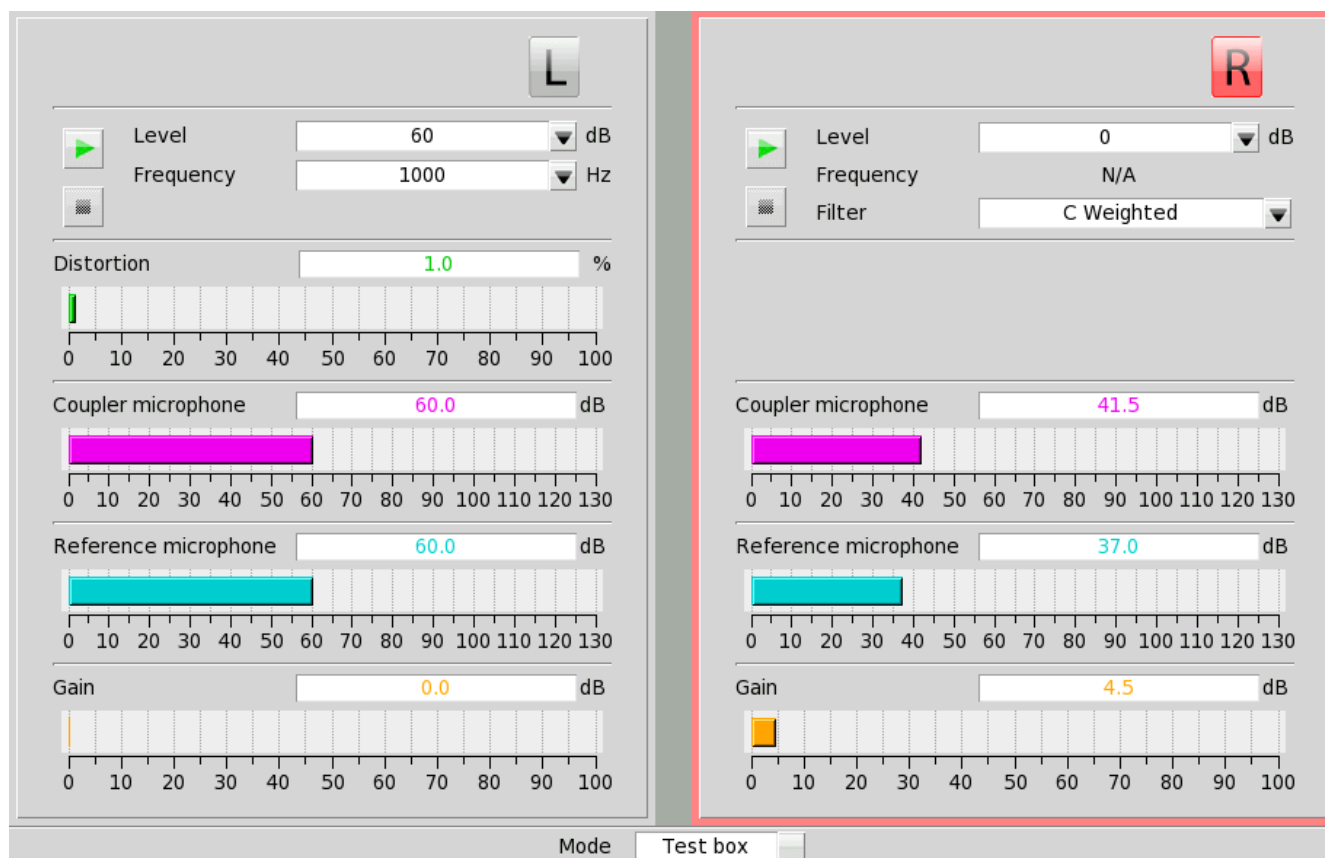 L
Level 60 dB
Frequency 1000 Hz
Distortion 1.0 %
0 10 20 30 40 50 60 70 80 90 100
Coupler microphone 60.0 dB
0 10 20 30 40 50 60 70 80 90 100 110 120 130
Reference microphone 60.0 dB
0 10 20 30 40 50 60 70 80 90 100 110 120 130
Gain 0.0 dB
0 10 20 30 40 50 60 70 80 90 100
R
Level 0 dB
Frequency N/A
Filter C Weighted
Coupler microphone 41.5 dB
0 10 20 30 40 50 60 70 80 90 100 110 120 130
Reference microphone 37.0 dB
0 10 20 30 40 50 60 70 80 90 100 110 120 130
Gain 4.5 dB
0 10 20 30 40 50 60 70 80 90 100
Mode Test box